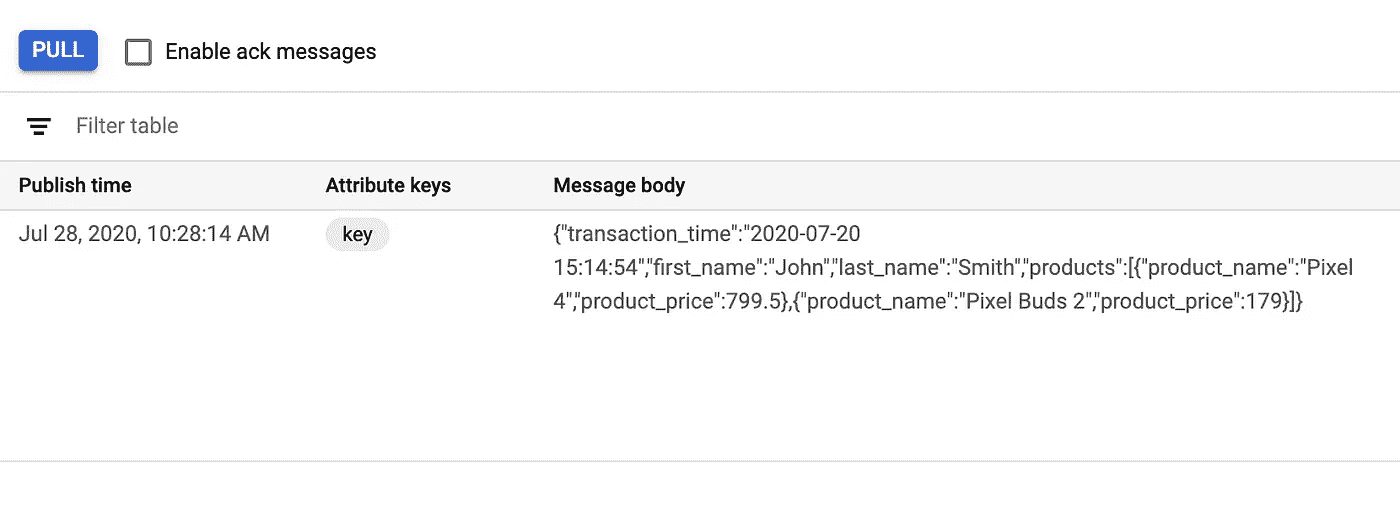 PULL Enable ack messages
Filter table
Publish time Attribute keys Message body
Jul 28, 2020, 10:28:14 AM key {"transaction_time":"2020-07-20
15:14:54","first_name":"John","last_name":"Smith","products":[{"product_name":"Pixel
4","product_price":799.5},{"product_name":"Pixel Buds 2","product_price":179}]}